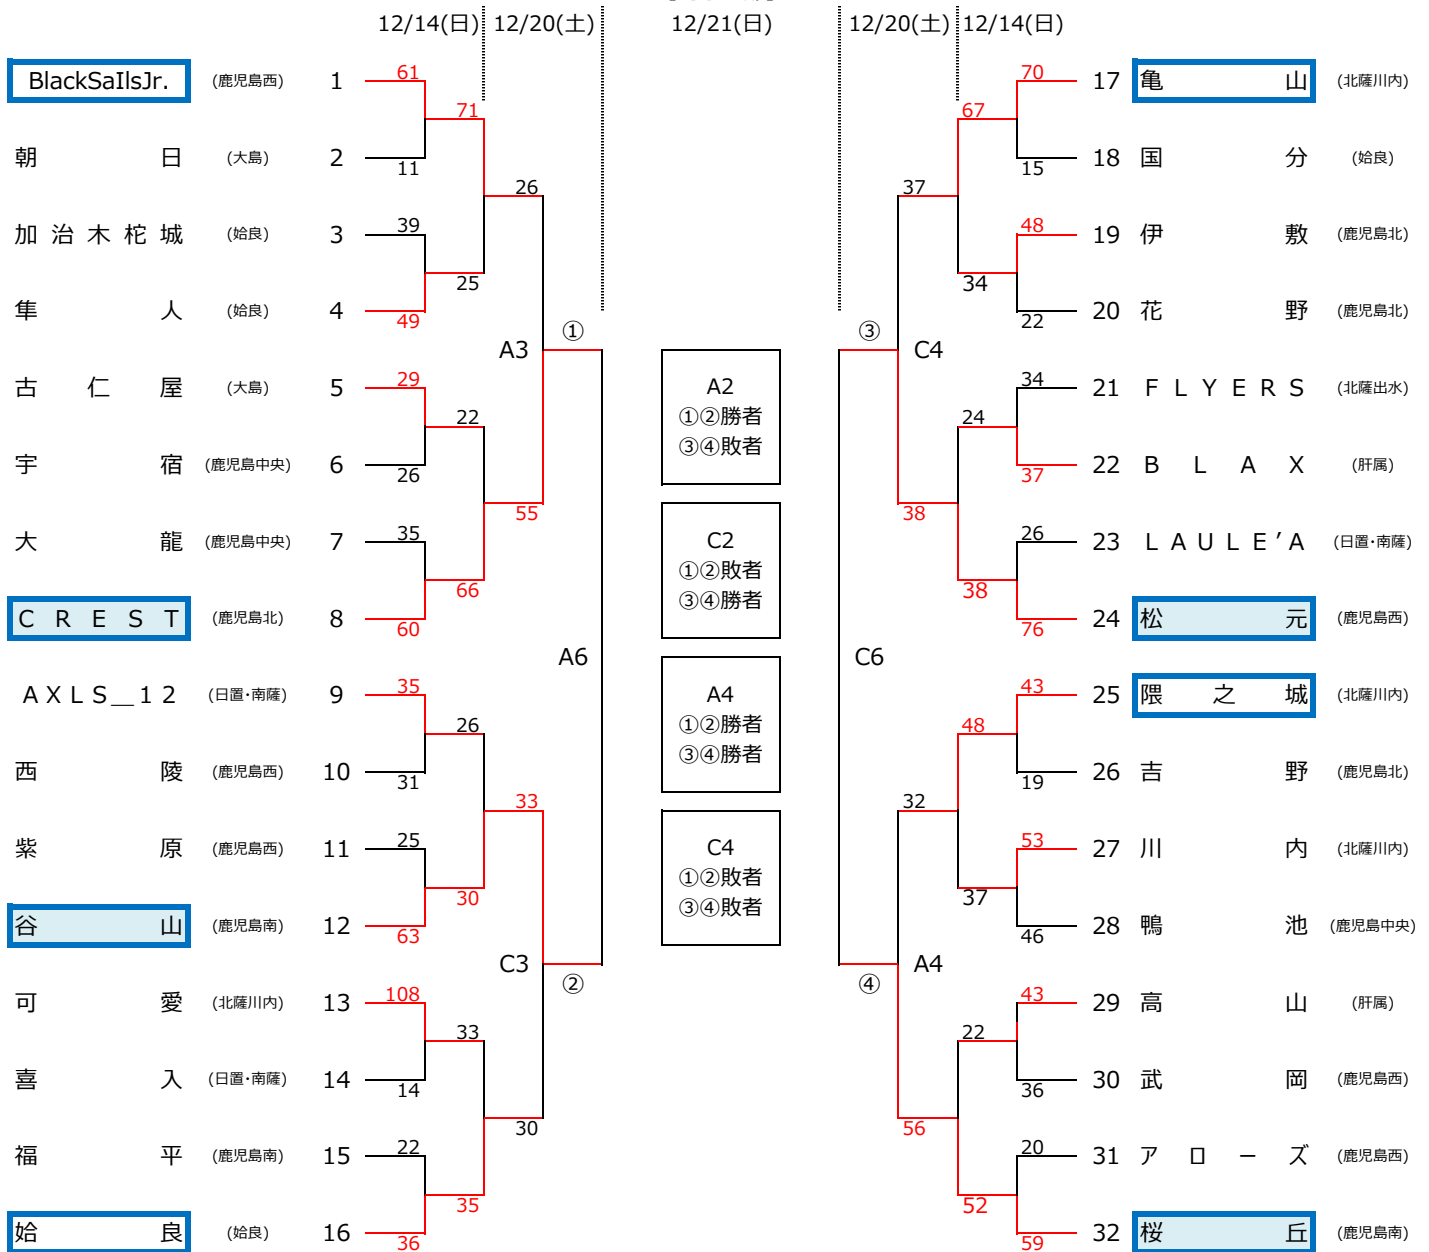 12/14(日) 12/20(土) 12/21(日) 12/20(土) 12/14(日)
BlackSaIlsJr. (鹿児島西) 1 61 70 17 亀山 (北薩川内)
71 67
朝日 (大島) 2 11 15 18 国分 (姶良)
26 37
加治木柁城 (姶良) 3 39 48 19 伊敷 (鹿児島北)
25 34
隼人 (姶良) 4 49 22 20 花野 (鹿児島北)
① ③
A3 C4
古仁屋 (大島) 5 29 A2 34 21 FLYERS (北薩出水)
22 ①②勝者 24
③④敗者
宇宿 (鹿児島中央) 6 26 37 22 BLAX (肝属)
55 38
大龍 (鹿児島中央) 7 35 C2 26 23 LAULE'A (日置・南薩)
66 ①②敗者 38
③④勝者
CREST (鹿児島北) 8 60 76 24 松元 (鹿児島西)
A6 C6
AXLS_12 (日置・南薩) 9 35 A4 43 25 隈之城 (北薩川内)
26 ①②勝者 48
③④勝者
西陵 (鹿児島西) 10 31 19 26 吉野 (鹿児島北)
33 32
紫原 (鹿児島西) 11 25 C4 53 27 川内 (北薩川内)
30 ①②敗者 37
③④敗者
谷山 (鹿児島南) 12 63 46 28 鴨池 (鹿児島中央)
C3 A4
② ④
可愛 (北薩川内) 13 108 43 29 高山 (肝属)
33 22
喜入 (日置・南薩) 14 14 36 30 武岡 (鹿児島西)
30 56
福平 (鹿児島南) 15 22 20 31 アローズ (鹿児島西)
35 52
姶良 (姶良) 16 36 59 32 桜丘 (鹿児島南)